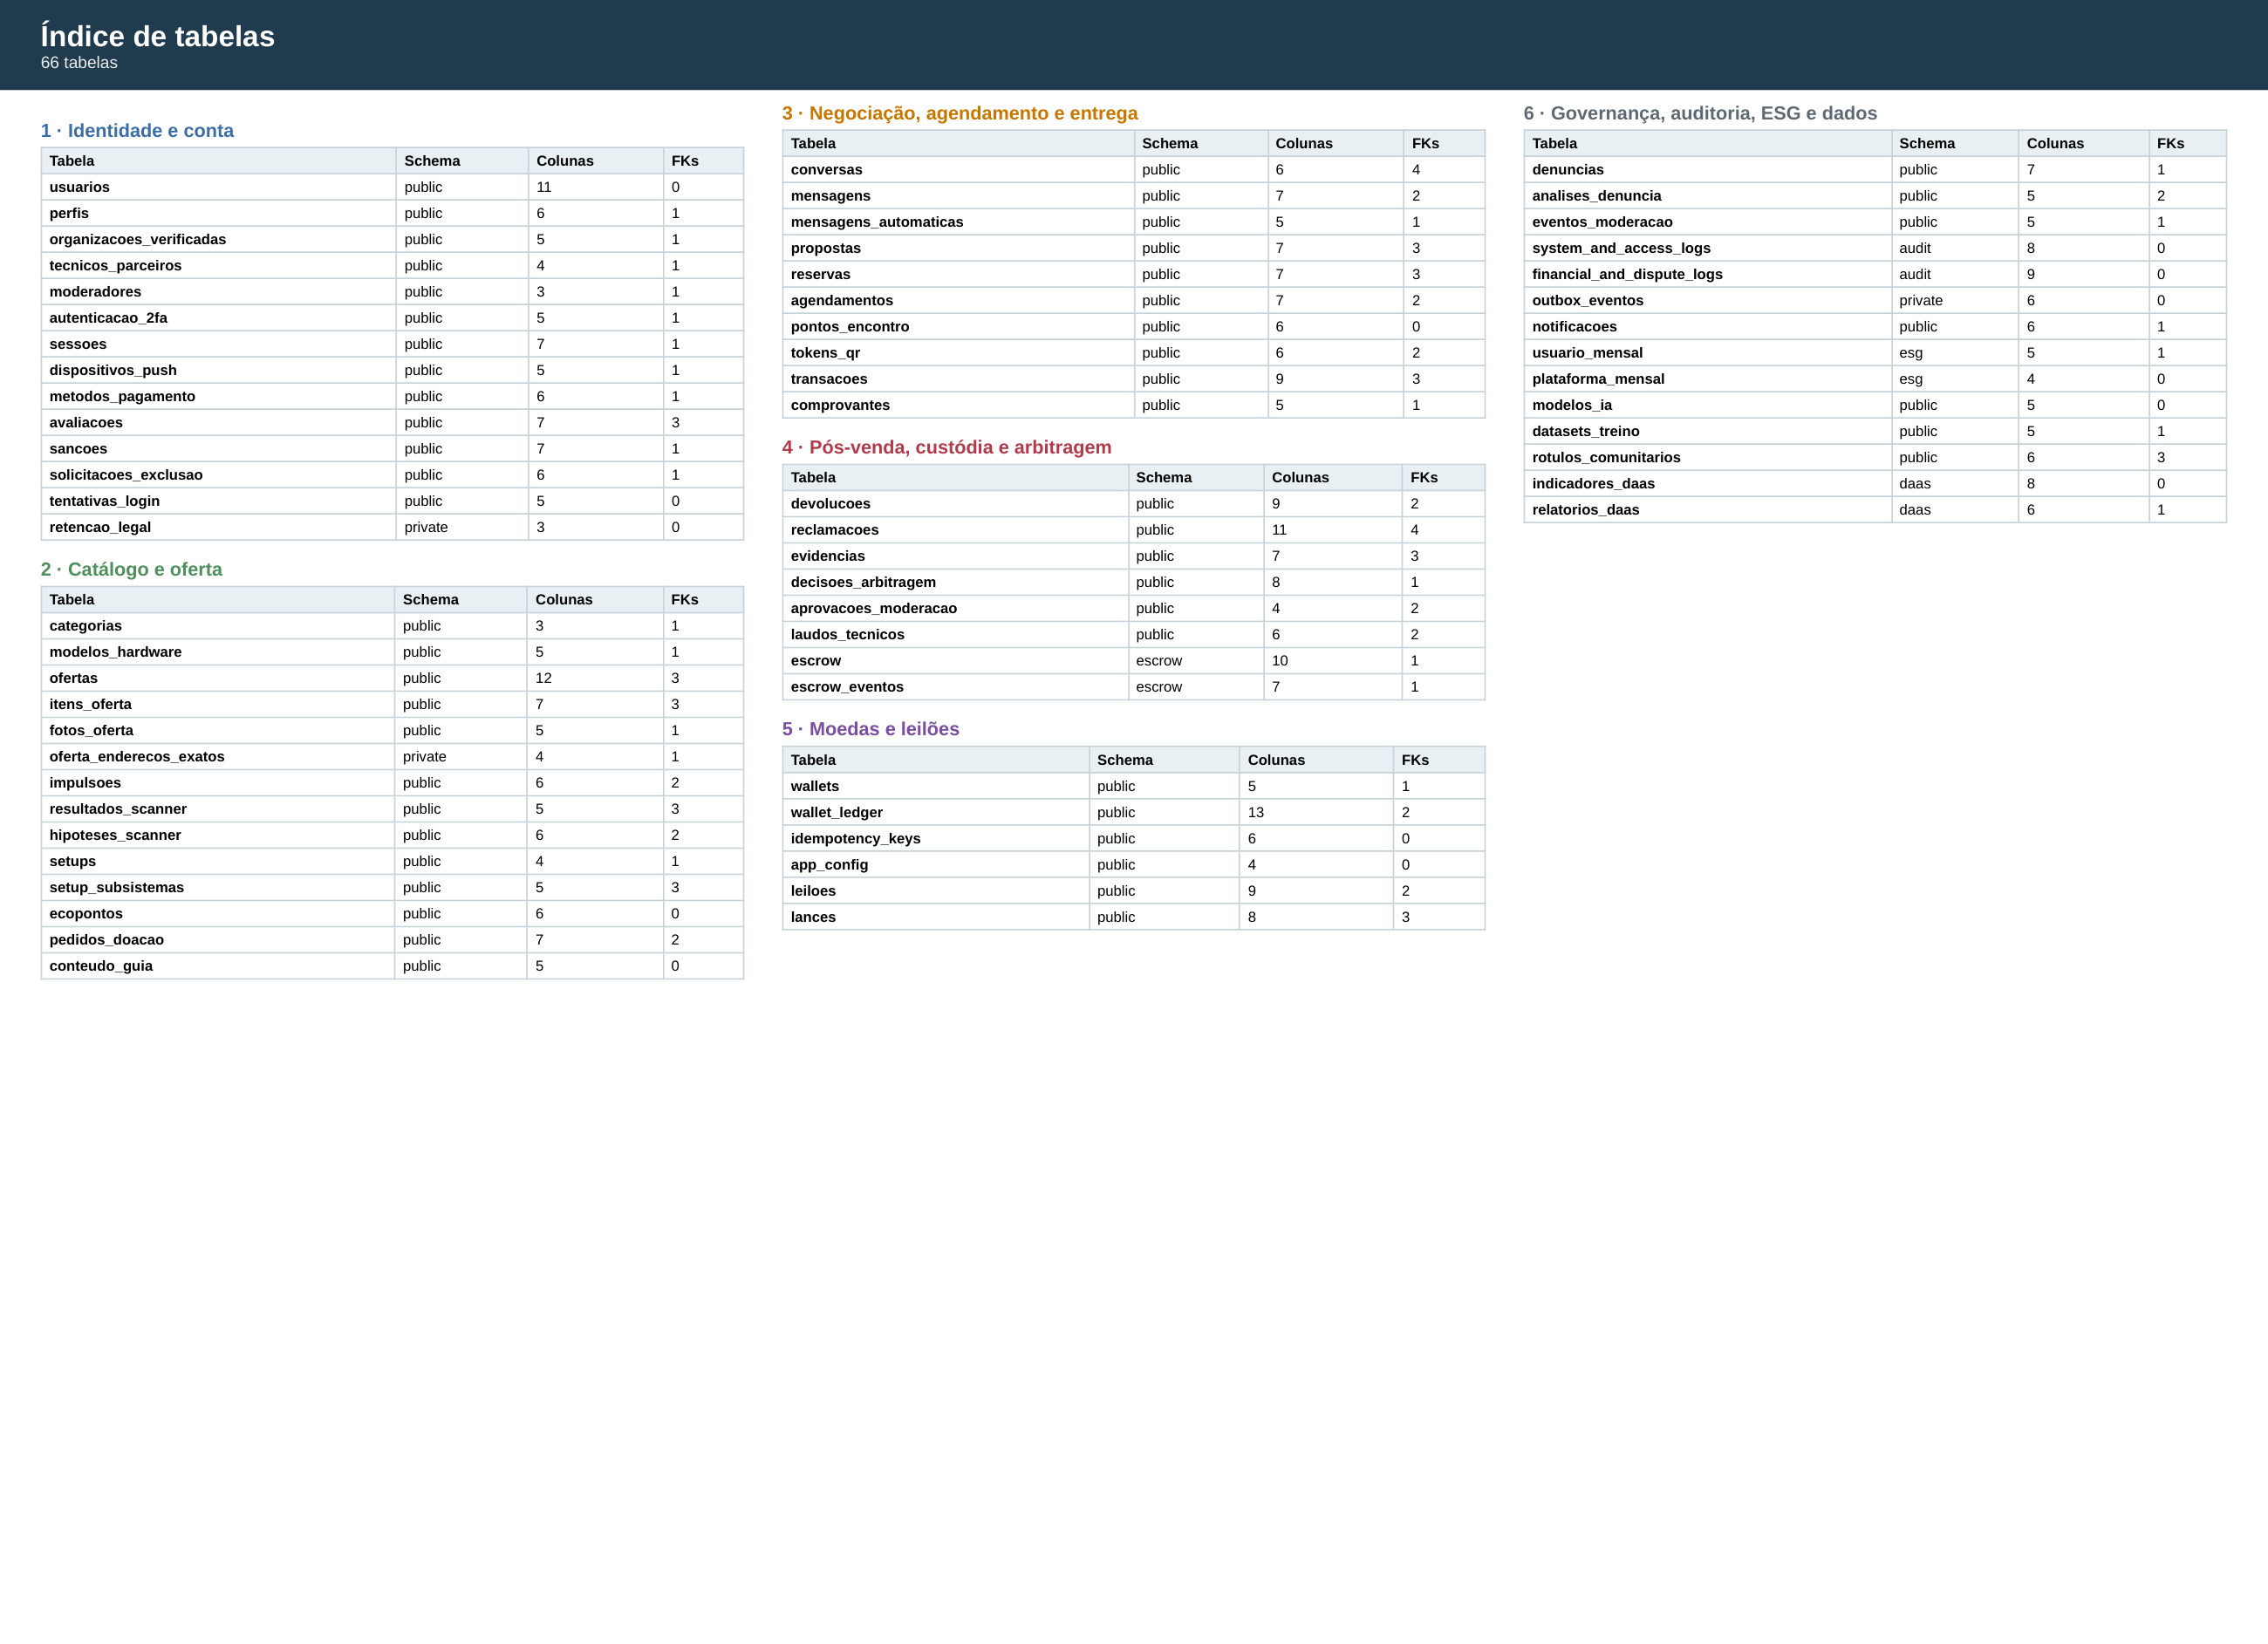 Índice de tabelas
66 tabelas
1 · Identidade e conta
Tabela Schema Colunas FKs
usuarios public 11 0
perfis public 6 1
organizacoes_verificadas public 5 1
tecnicos_parceiros public 4 1
moderadores public 3 1
autenticacao_2fa public 5 1
sessoes public 7 1
dispositivos_push public 5 1
metodos_pagamento public 6 1
avaliacoes public 7 3
sancoes public 7 1
solicitacoes_exclusao public 6 1
tentativas_login public 5 0
retencao_legal private 3 0
2 · Catálogo e oferta
Tabela Schema Colunas FKs
categorias public 3 1
modelos_hardware public 5 1
ofertas public 12 3
itens_oferta public 7 3
fotos_oferta public 5 1
oferta_enderecos_exatos private 4 1
impulsoes public 6 2
resultados_scanner public 5 3
hipoteses_scanner public 6 2
setups public 4 1
setup_subsistemas public 5 3
ecopontos public 6 0
pedidos_doacao public 7 2
conteudo_guia public 5 0
3 · Negociação, agendamento e entrega
Tabela Schema Colunas FKs
conversas public 6 4
mensagens public 7 2
mensagens_automaticas public 5 1
propostas public 7 3
reservas public 7 3
agendamentos public 7 2
pontos_encontro public 6 0
tokens_qr public 6 2
transacoes public 9 3
comprovantes public 5 1
4 · Pós-venda, custódia e arbitragem
Tabela Schema Colunas FKs
devolucoes public 9 2
reclamacoes public 11 4
evidencias public 7 3
decisoes_arbitragem public 8 1
aprovacoes_moderacao public 4 2
laudos_tecnicos public 6 2
escrow escrow 10 1
escrow_eventos escrow 7 1
5 · Moedas e leilões
Tabela Schema Colunas FKs
wallets public 5 1
wallet_ledger public 13 2
idempotency_keys public 6 0
app_config public 4 0
leiloes public 9 2
lances public 8 3
6 · Governança, auditoria, ESG e dados
Tabela Schema Colunas FKs
denuncias public 7 1
analises_denuncia public 5 2
eventos_moderacao public 5 1
system_and_access_logs audit 8 0
financial_and_dispute_logs audit 9 0
outbox_eventos private 6 0
notificacoes public 6 1
usuario_mensal esg 5 1
plataforma_mensal esg 4 0
modelos_ia public 5 0
datasets_treino public 5 1
rotulos_comunitarios public 6 3
indicadores_daas daas 8 0
relatorios_daas daas 6 1